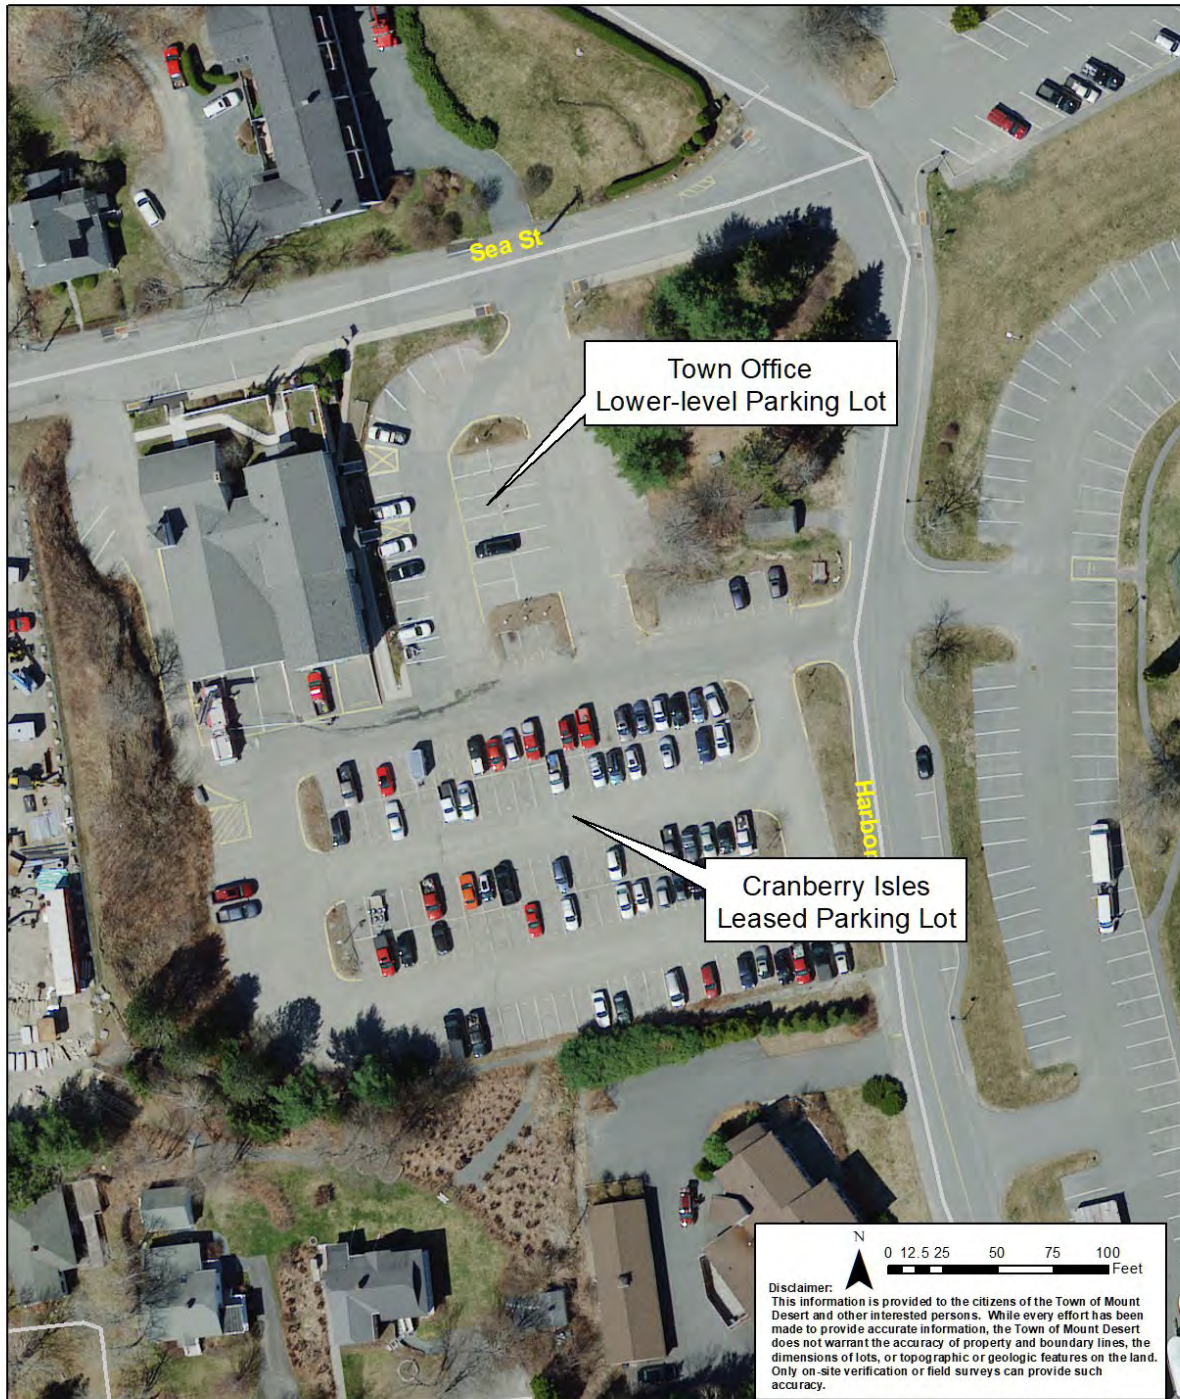 Sea St
Town Office
Lower-level Parking Lot
Harbor
Cranberry Isles
Leased Parking Lot
N
0 12.5 25 50 75 100
Feet
Disclaimer:
This information is provided to the citizens of the Town of Mount
Desert and other interested persons. While every effort has been
made to provide accurate information, the Town of Mount Desert
does not warrant the accuracy of property and boundary lines, the
dimensions of lots, or topographic or geologic features on the land.
Only on-site verification or field surveys can provide such
accuracy.